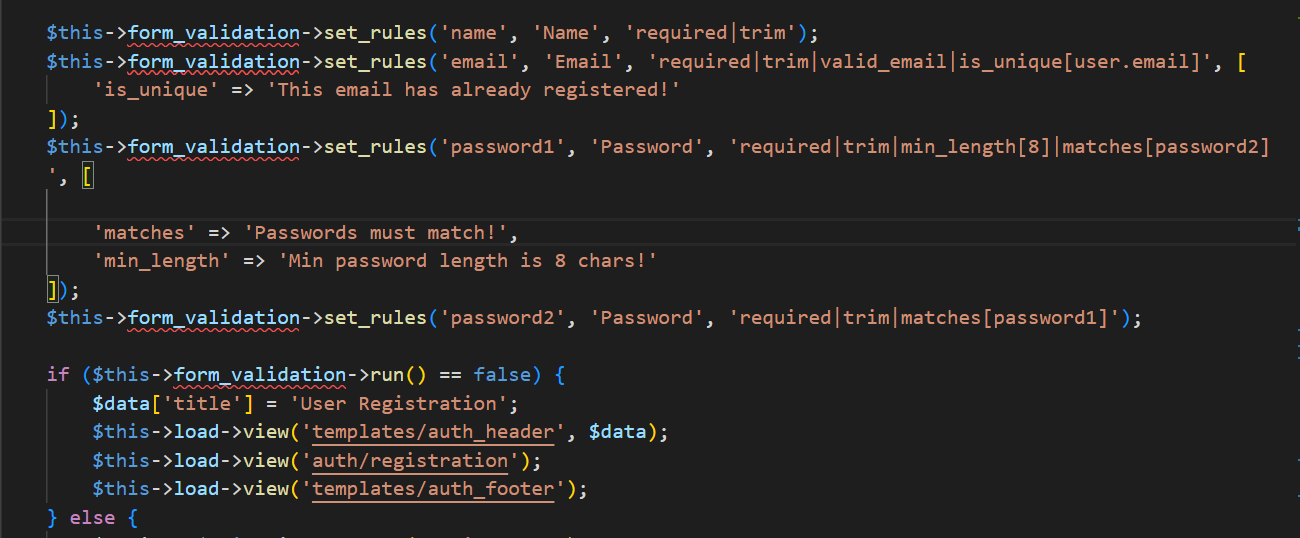 $this->form_validation->set_rules('name', 'Name', 'required|trim');
$this->form_validation->set_rules('email', 'Email', 'required|trim|valid_email|is_unique[user.email]', [
'is_unique' => 'This email has already registered!'
]);
$this->form_validation->set_rules('password1', 'Password', 'required|trim|min_length[8]|matches[password2]
', [
'matches' => 'Passwords must match!',
'min_length' => 'Min password length is 8 chars!'
]);
$this->form_validation->set_rules('password2', 'Password', 'required|trim|matches[password1]');
if ($this->form_validation->run() == false) {
$data['title'] = 'User Registration';
$this->load->view('templates/auth_header', $data);
$this->load->view('auth/registration');
$this->load->view('templates/auth_footer');
} else {